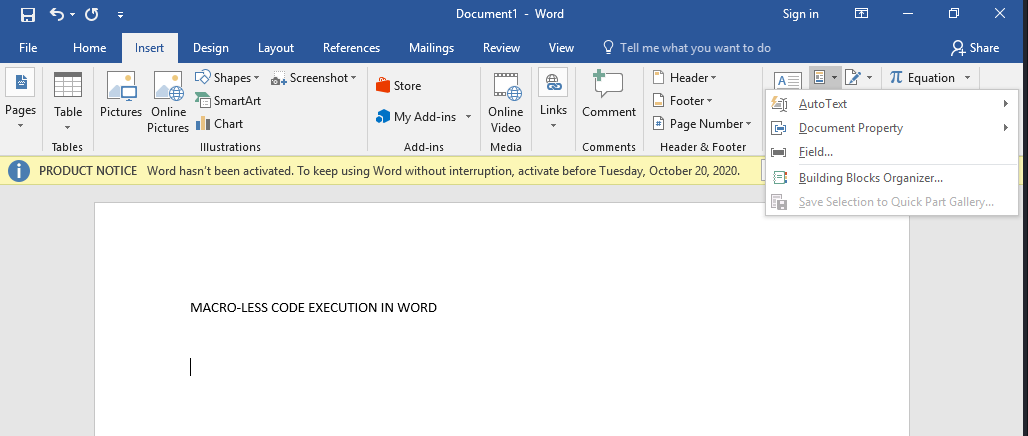 Document1 - Word
Sign in
File Home Insert Design Layout References Mailings Review View Tell me what you want to do Share
Pages
Table
Tables
Pictures
Online Pictures
Shapes
SmartArt
Chart
Screenshot
Illustrations
Store
My Add-ins
Add-ins
Online Video
Media
Links
Comment
Comments
Header
Footer
Page Number
#
Header & Footer
A
π Equation
AutoText
Document Property
Field...
Building Blocks Organizer...
Save Selection to Quick Part Gallery...
i PRODUCT NOTICE Word hasn't been activated. To keep using Word without interruption, activate before Tuesday, October 20, 2020.
MACRO-LESS CODE EXECUTION IN WORD